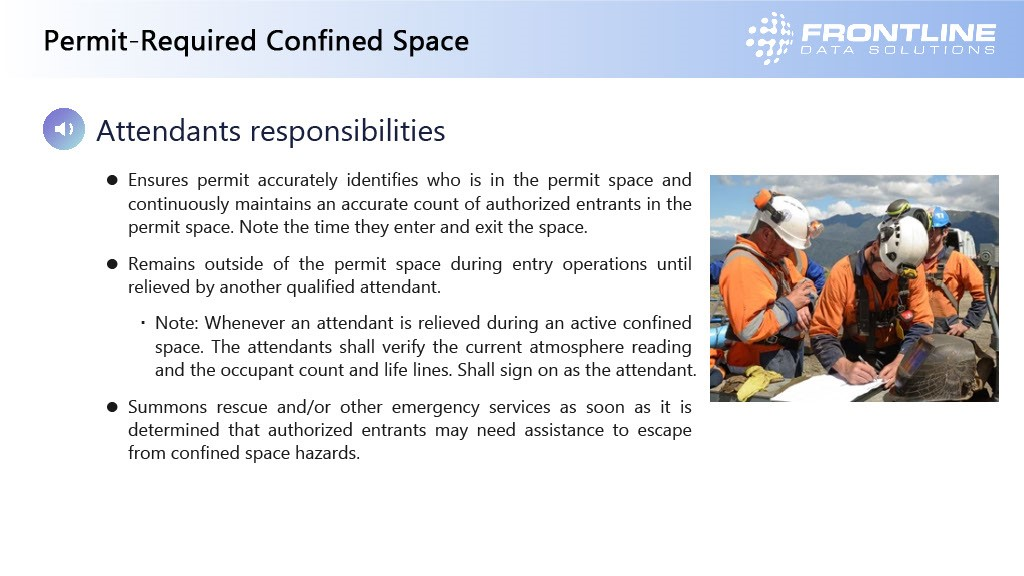 Permit-Required Confined Space
FRONTLINE
DATA SOLUTIONS
Attendants responsibilities
● Ensures permit accurately identifies who is in the permit space and
continuously maintains an accurate count of authorized entrants in the
permit space. Note the time they enter and exit the space.
● Remains outside of the permit space during entry operations until
relieved by another qualified attendant.
· Note: Whenever an attendant is relieved during an active confined
space. The attendants shall verify the current atmosphere reading
and the occupant count and life lines. Shall sign on as the attendant.
● Summons rescue and/or other emergency services as soon as it is
determined that authorized entrants may need assistance to escape
from confined space hazards.